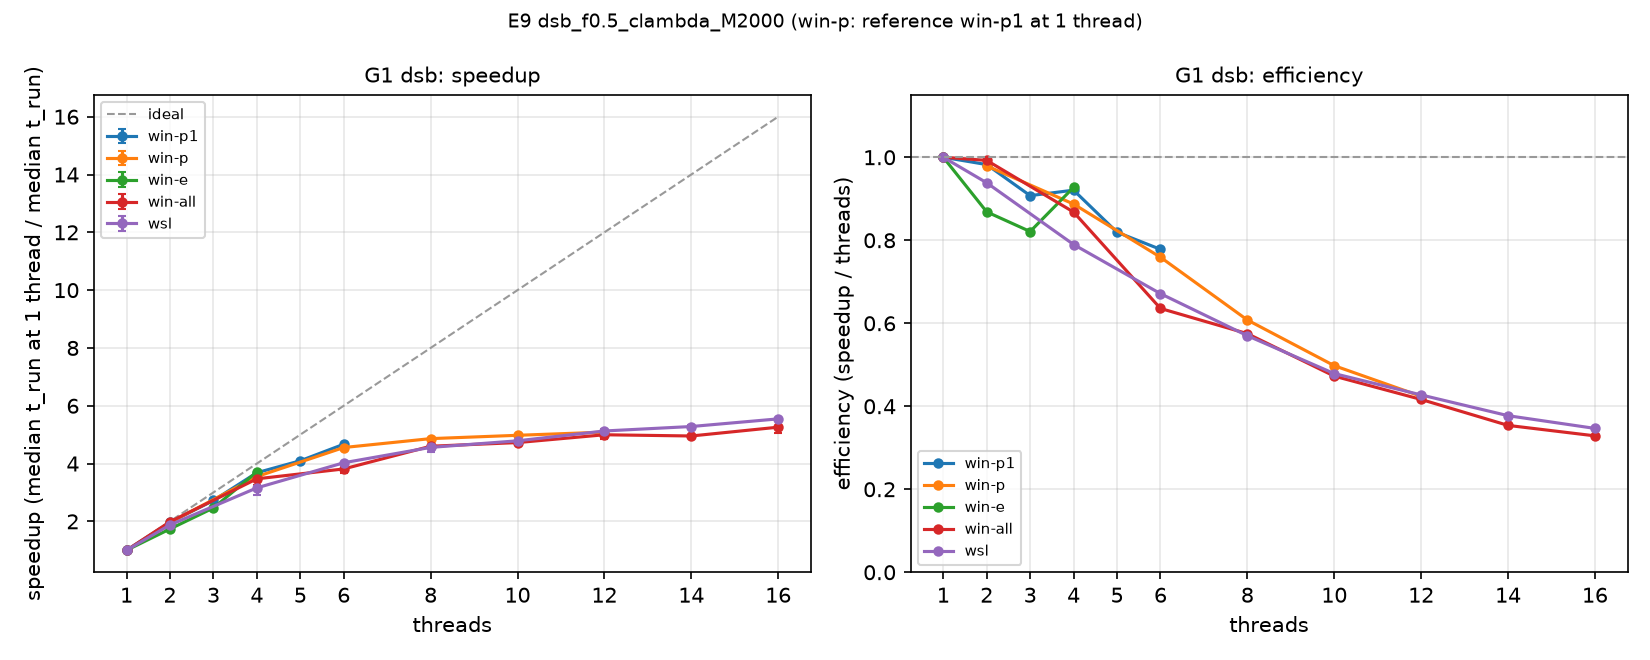 E9 dsb_f0.5_clambda_M2000 (win-p: reference win-p1 at 1 thread)
G1 dsb: speedup
speedup (median t_run at 1 thread / median t_run)
16
14
12
10
8
6
4
2
ideal
win-p1
win-p
win-e
win-all
wsl
1 2 3 4 5 6 8 10 12 14 16
threads
G1 dsb: efficiency
efficiency (speedup / threads)
1.0
0.8
0.6
0.4
0.2
0.0
win-p1
win-p
win-e
win-all
wsl
1 2 3 4 5 6 8 10 12 14 16
threads